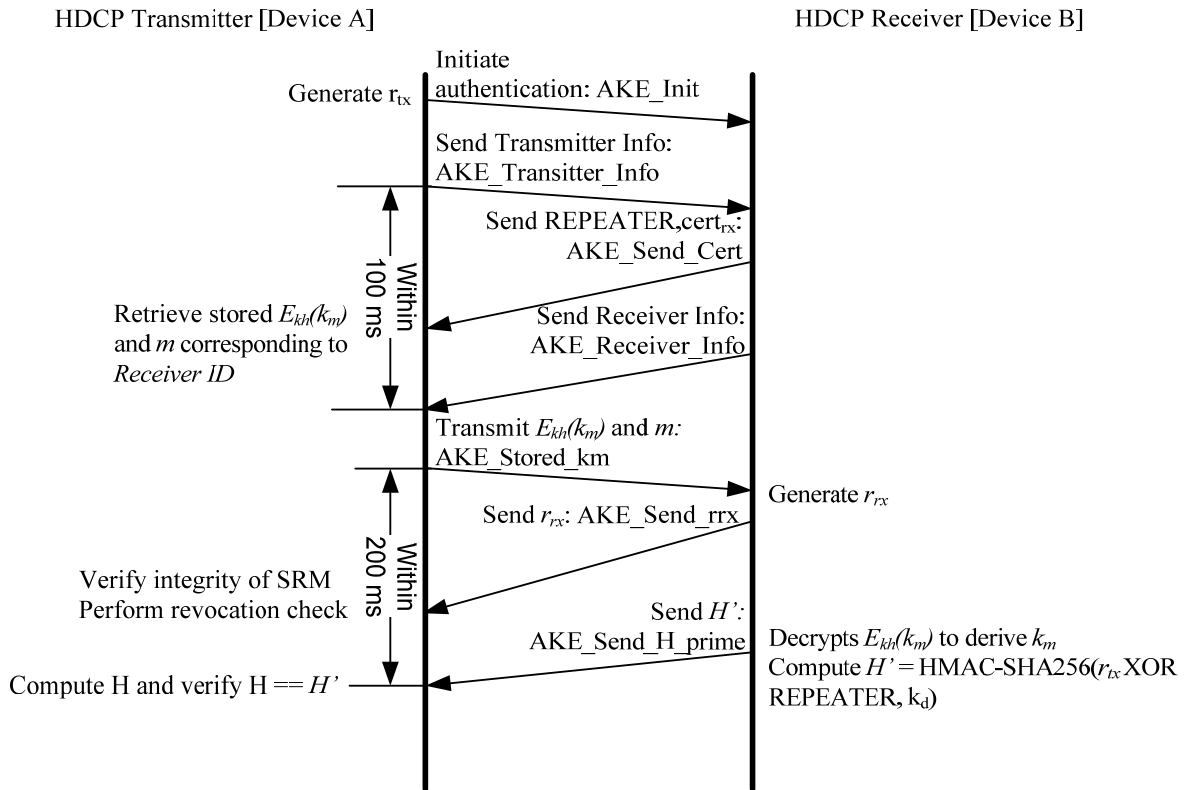 HDCP Transmitter [Device A]
HDCP Receiver [Device B]
Initiate
authentication: AKE_Init
Generate rtx
Send Transmitter Info:
AKE_Transitter_Info
Send REPEATER,certrx:
AKE_Send_Cert
Within
100 ms
Retrieve stored Ekh(km)
and m corresponding to
Receiver ID
Send Receiver Info:
AKE_Receiver_Info
Transmit Ekh(km) and m:
AKE_Stored_km
Generate rrx
Send rrx: AKE_Send_rrx
Within
200 ms
Verify integrity of SRM
Perform revocation check
Send H’:
AKE_Send_H_prime
Decrypts Ekh(km) to derive km
Compute H’ = HMAC-SHA256(rtx XOR
REPEATER, kd)
Compute H and verify H == H’